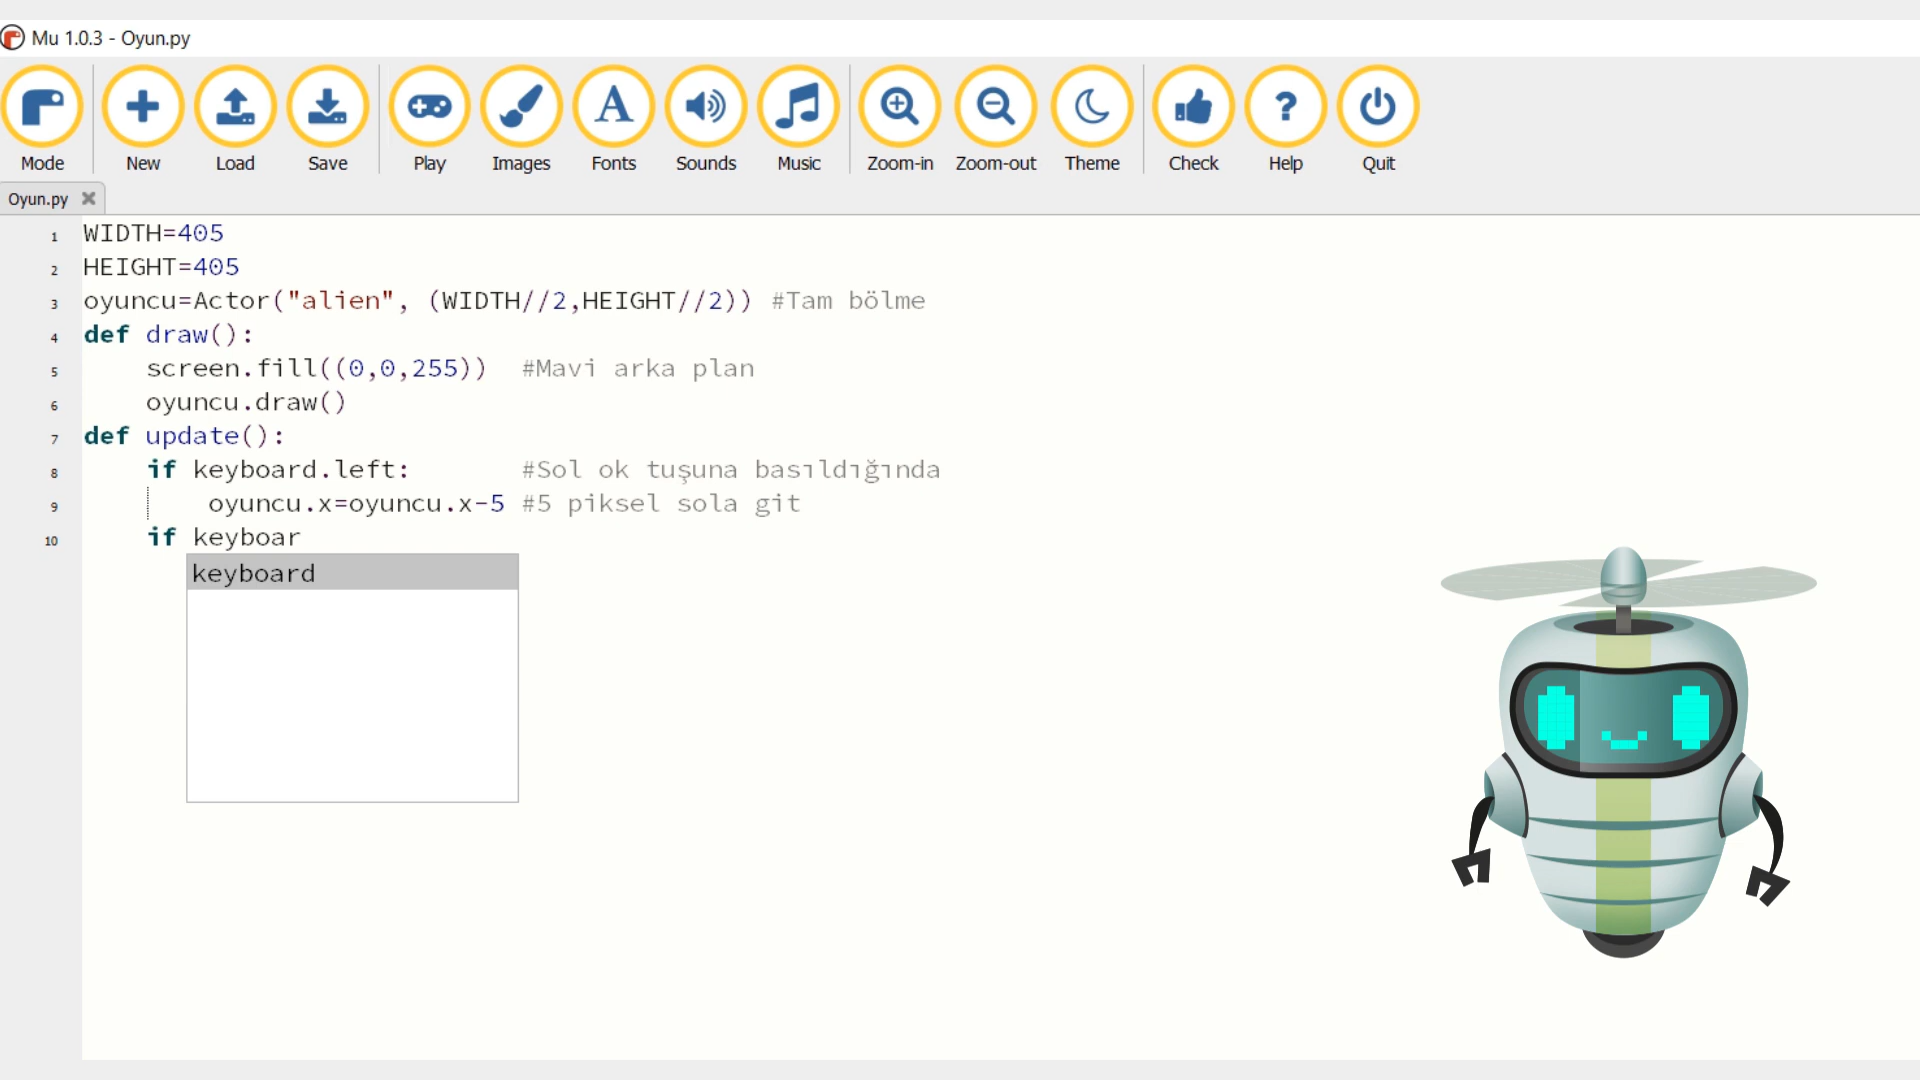 Mu 1.0.3 - Oyun.py
Mode New Load Save Play Images Fonts Sounds Music Zoom-in Zoom-out Theme Check Help Quit
Oyun.py
1 WIDTH=405
2 HEIGHT=405
3 oyuncu=Actor("alien", (WIDTH//2,HEIGHT//2)) #Tam bölme
4 def draw():
5 screen.fill((0,0,255)) #Mavi arka plan
6 oyuncu.draw()
7 def update():
8 if keyboard.left: #Sol ok tuşuna basıldığında
9 oyuncu.x=oyuncu.x-5 #5 piksel sola git
10 if keyboar
keyboard